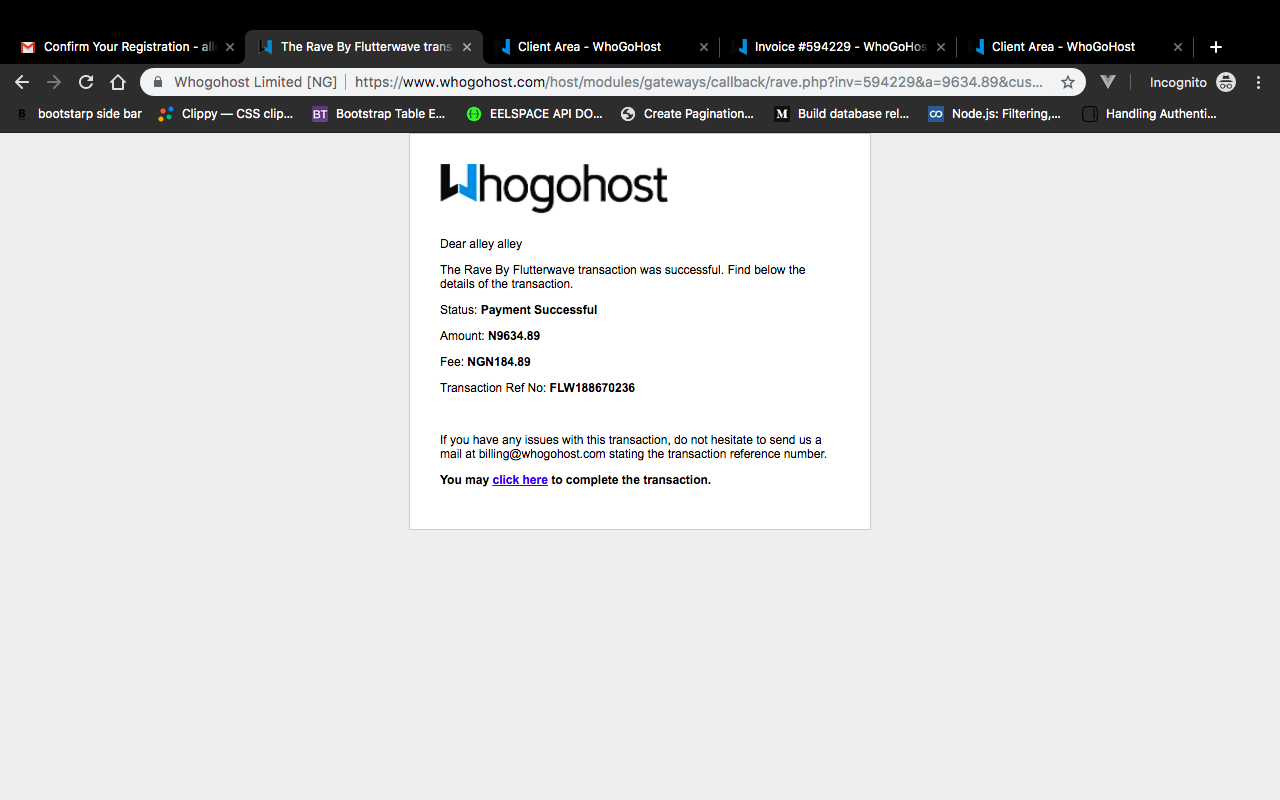 Confirm Your Registration - all
The Rave By Flutterwave trans
Client Area - WhoGoHost
Invoice #594229 - WhoGoHos
Client Area - WhoGoHost
Whogohost Limited [NG]
https://www.whogohost.com/host/modules/gateways/callback/rave.php?inv=594229&a=9634.89&cus...
Incognito
B bootstarp side bar
Clippy — CSS clip...
BT Bootstrap Table E...
EELSPACE API DO...
Create Pagination...
M Build database rel...
Node.js: Filtering,...
Handling Authenti...
Whogohost
Dear alley alley
The Rave By Flutterwave transaction was successful. Find below the
details of the transaction.
Status: Payment Successful
Amount: N9634.89
Fee: NGN184.89
Transaction Ref No: FLW188670236
If you have any issues with this transaction, do not hesitate to send us a
mail at billing@whogohost.com stating the transaction reference number.
You may click here to complete the transaction.